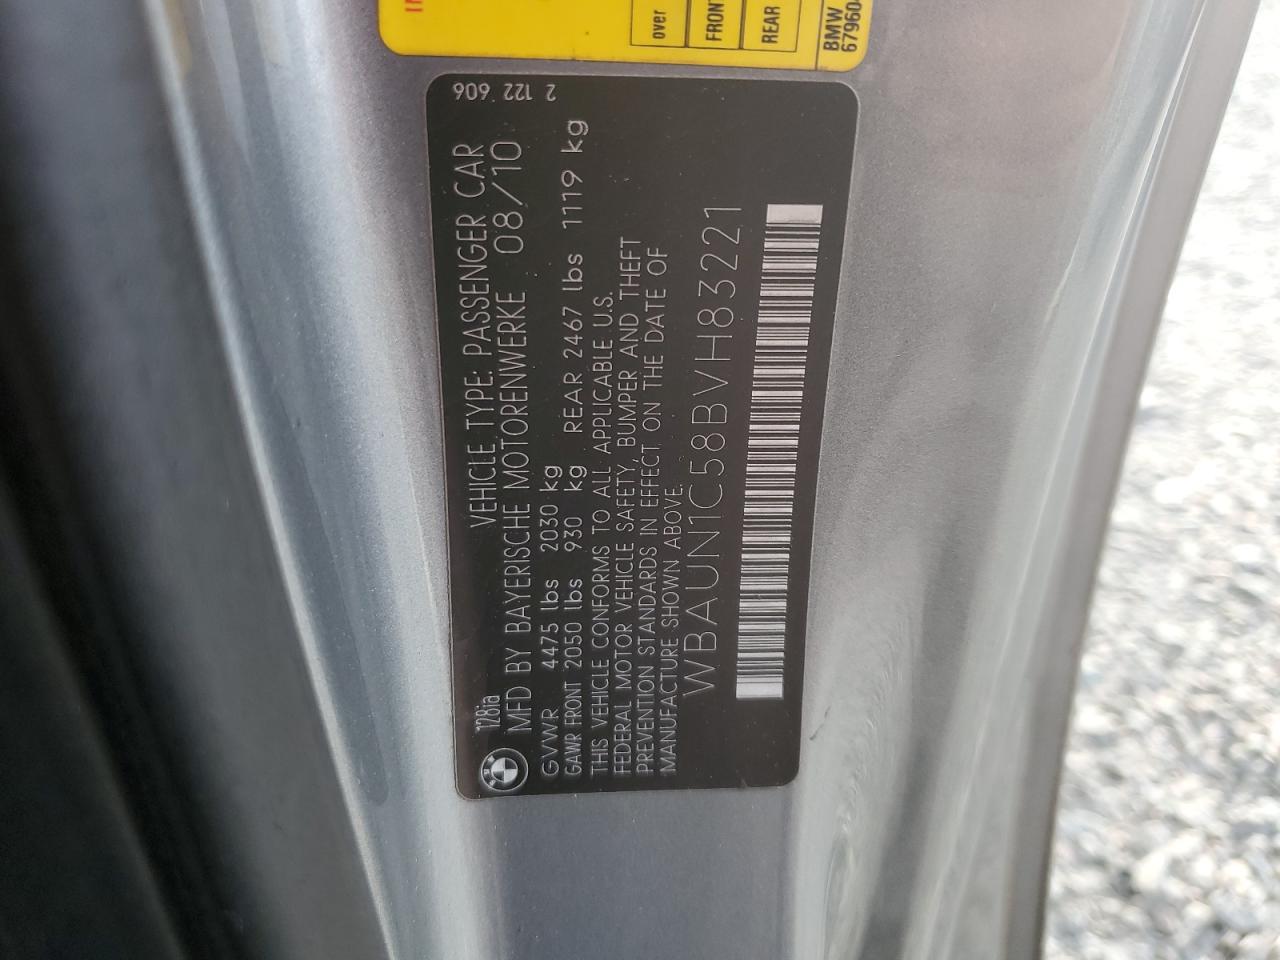 over
FRONT
REAR
BMW
67960
2 122 606
128ia VEHICLE TYPE: PASSENGER CAR
MFD BY BAYERISCHE MOTORENWERKE 08/10
GVWR 4475 lbs 2030 kg
GAWR FRONT 2050 lbs 930 kg REAR 2467 lbs 1119 kg
THIS VEHICLE CONFORMS TO ALL APPLICABLE U.S.
FEDERAL MOTOR VEHICLE SAFETY, BUMPER AND THEFT
PREVENTION STANDARDS IN EFFECT ON THE DATE OF
MANUFACTURE SHOWN ABOVE.
WBAUN1C58BVH83221